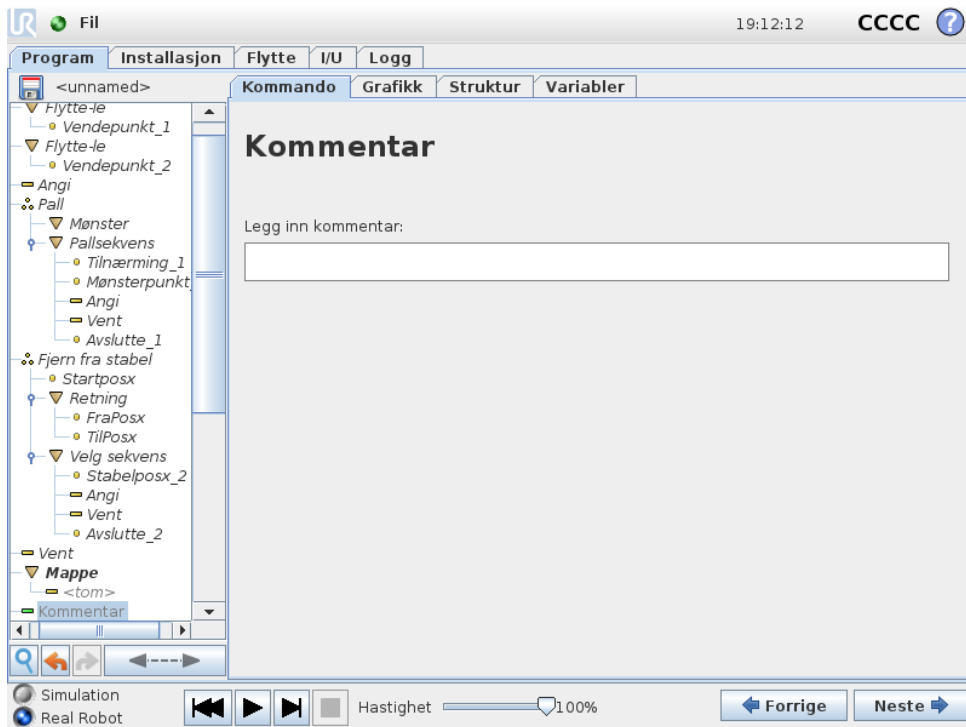 UR Fil 19:12:12 CCCC ?
Program Installasjon Flytte I/U Logg
<unnamed>
Kommando Grafikk Struktur Variabler
Flytte-le
Vendepunkt_1
Flytte-le
Vendepunkt_2
Angi
Pall
Mønster
Pallsekvens
Tilnærming_1
Mønsterpunkt
Angi
Vent
Avslutte_1
Fjern fra stabel
Startposx
Retning
FraPosx
TilPosx
Velg sekvens
Stabelposx_2
Angi
Vent
Avslutte_2
Vent
Mappe
<tom>
Kommentar
Kommentar
Legg inn kommentar:
Simulation
Real Robot
Hastighet 100%
Forrige Neste